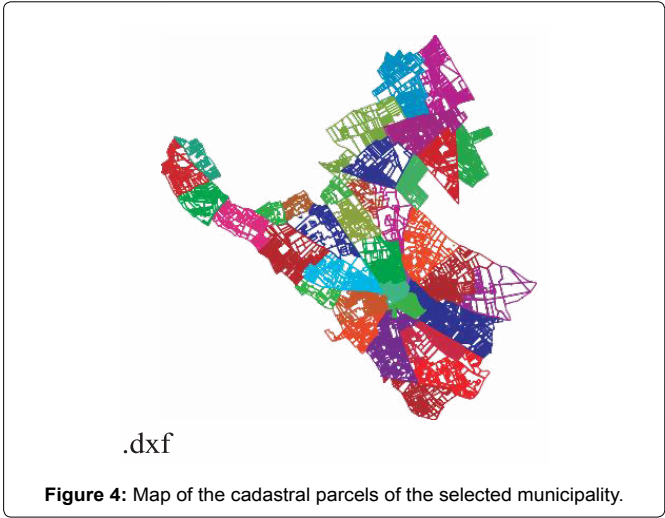 .dxf
Figure 4: Map of the cadastral parcels of the selected municipality.